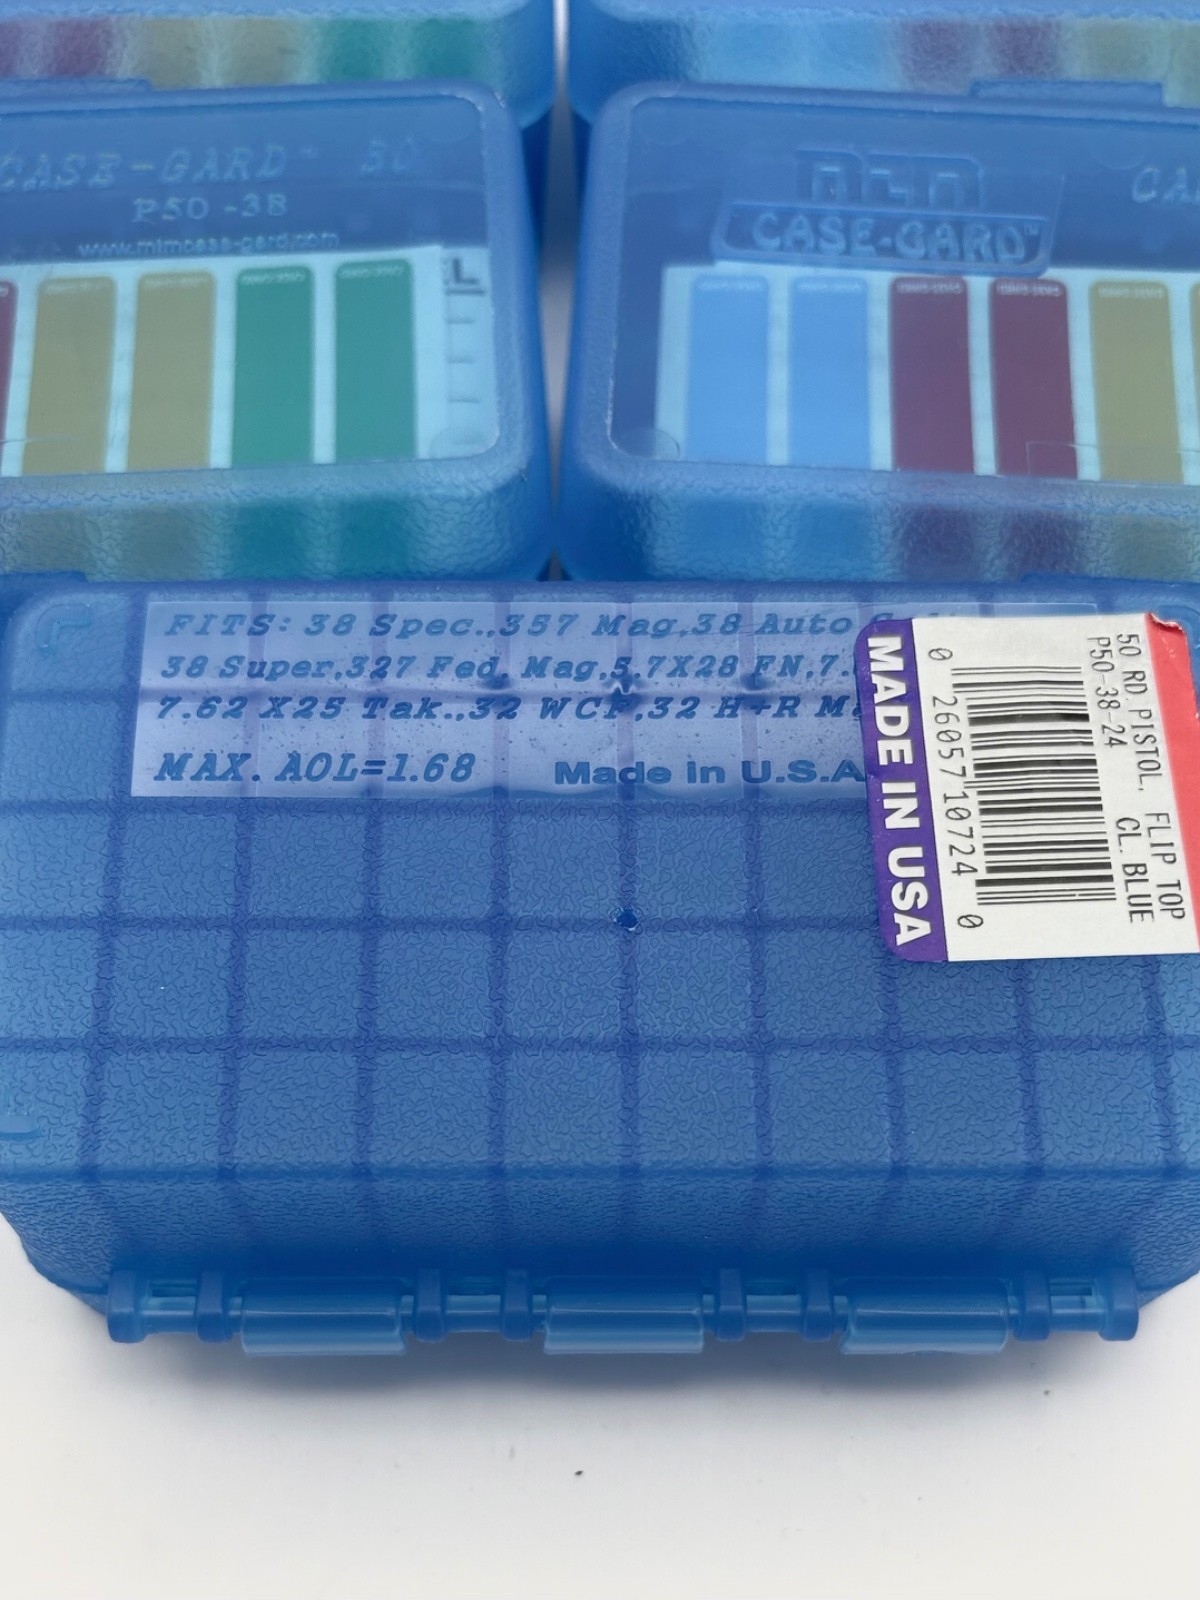 CASE-GARD 50
P50-38
www.mtmcase-gard.com
MTM
CASE-GARD™
FITS: 38 Spec.,357 Mag,38 Auto
38 Super,327 Fed. Mag,5.7X28 FN,7.
7.62 X25 Tak.,32 WCF,32 H+R
MAX. AOL=1.68
Made in U.S.A
MADE IN USA
0 26057 10724 0
P50-38-24 CL. BLUE
50 RD. PISTOL, FLIP TOP